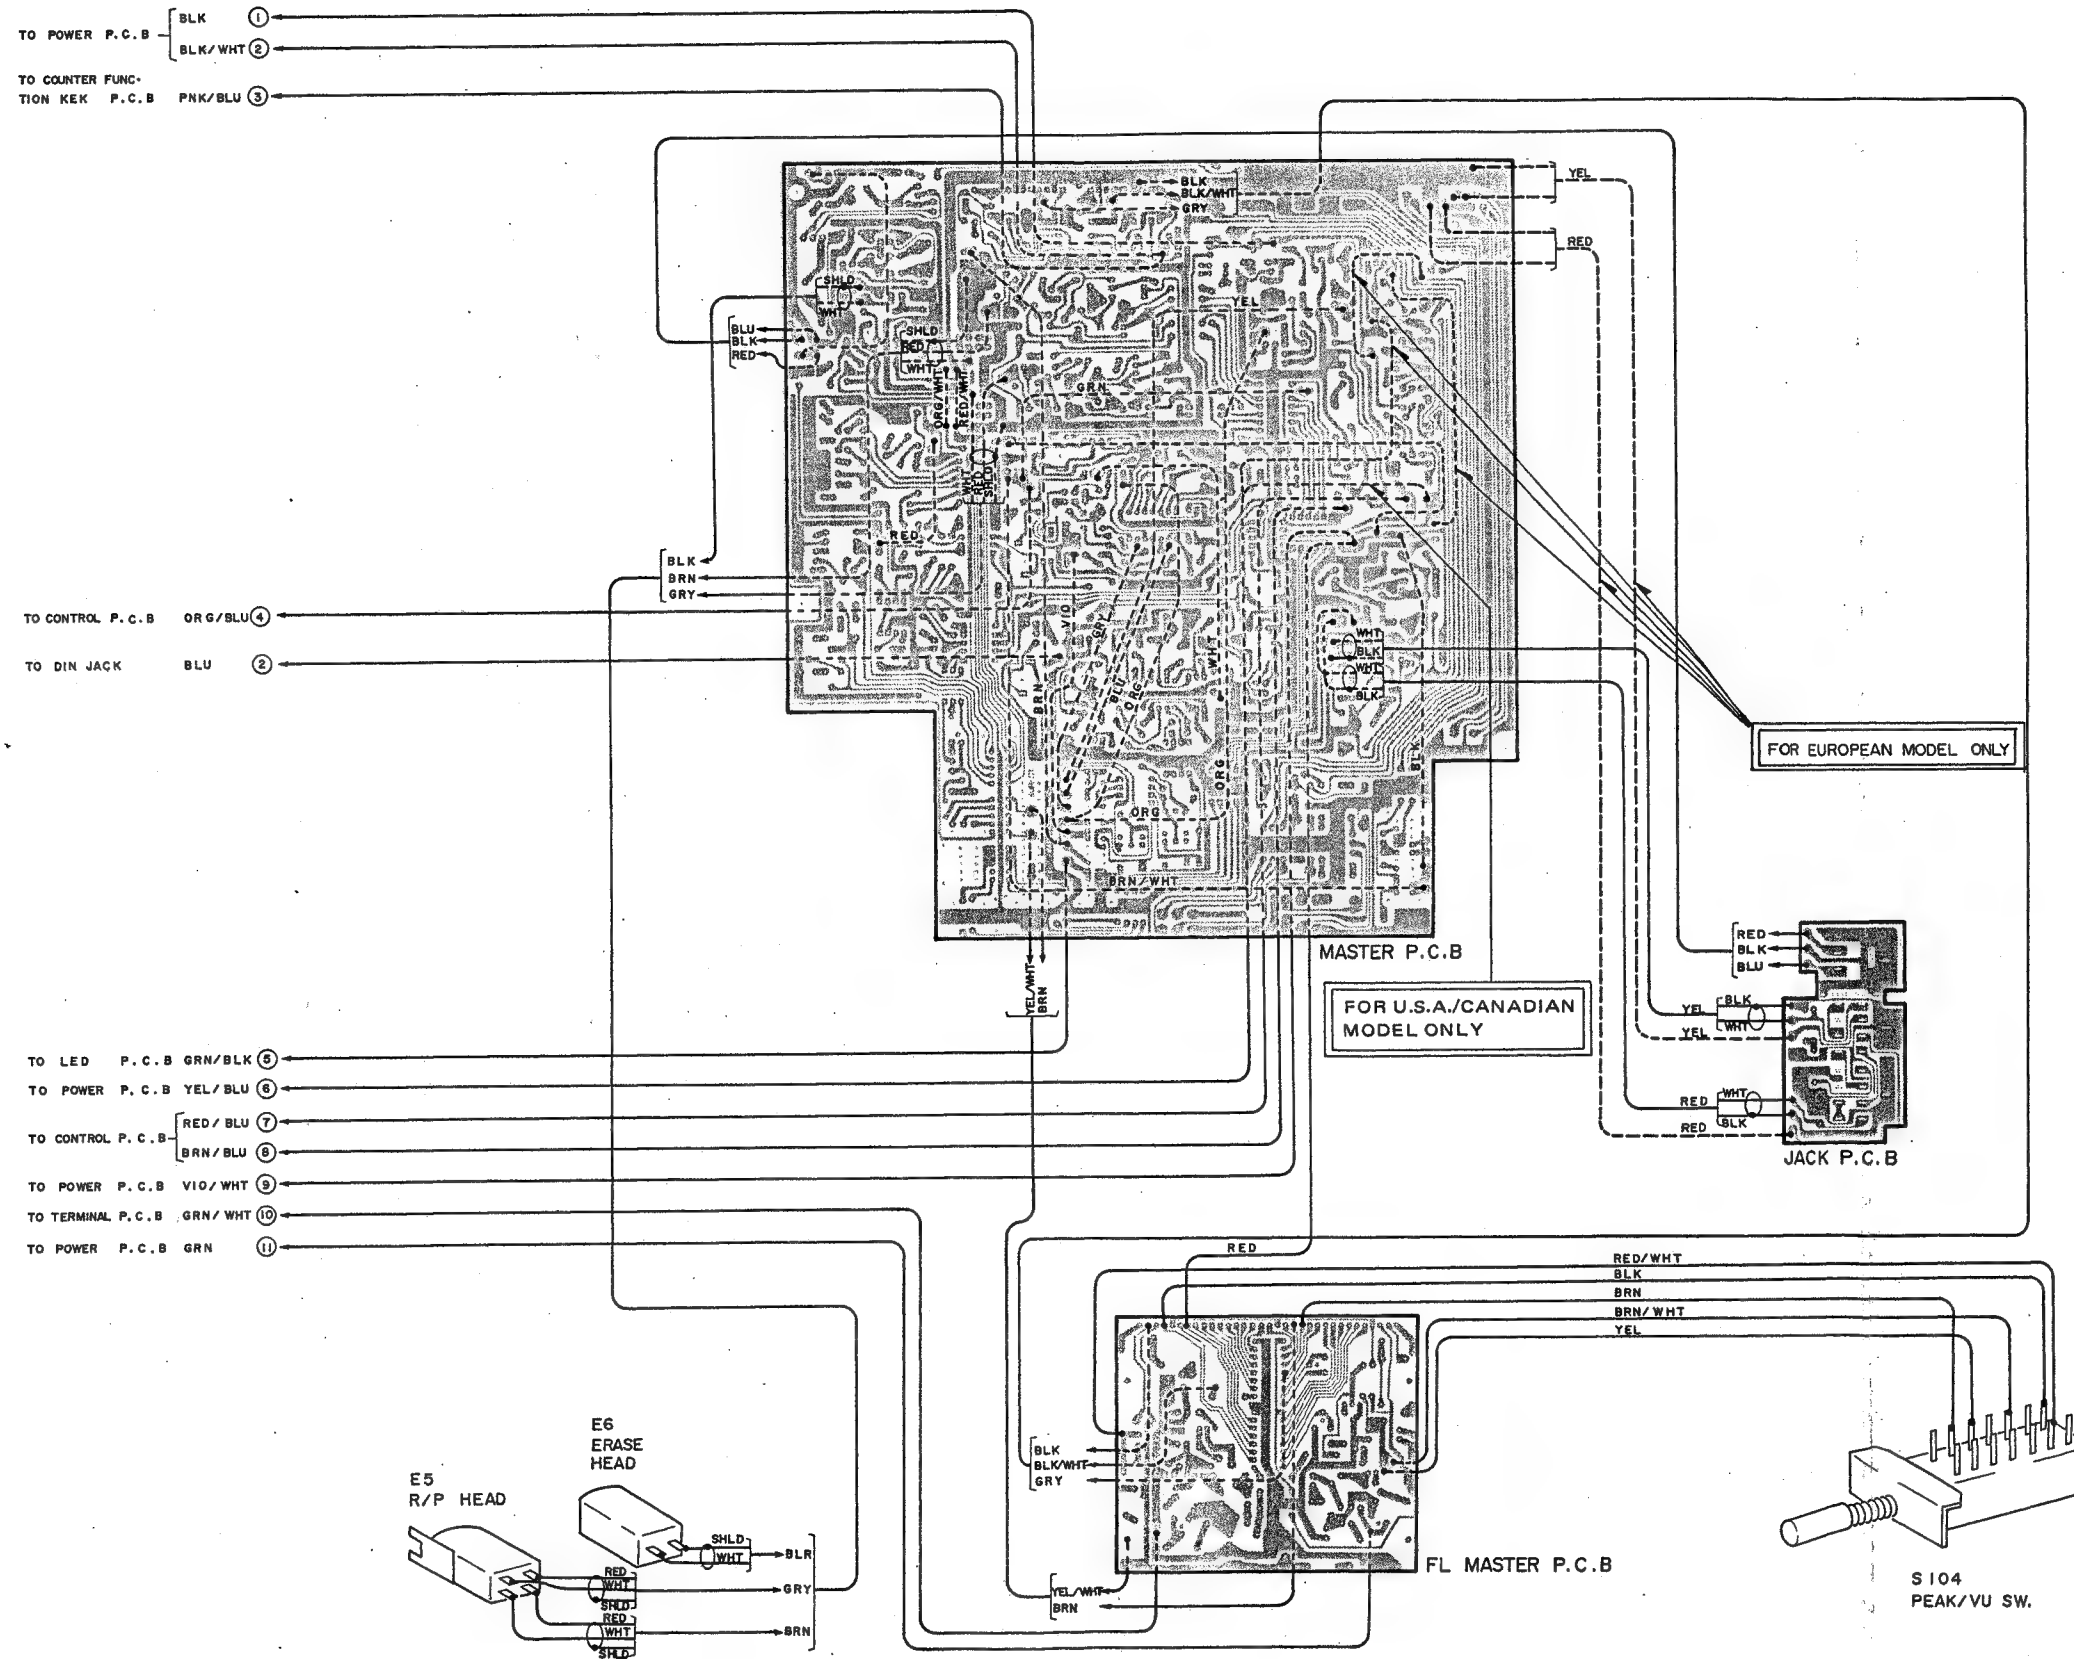 TO POWER P.C.B
BLK ①
BLK/WHT ②
TO COUNTER FUNC-
TION KEK P.C.B PNK/BLU ③
BLK
BLK/WHT
GRY
YEL
RED
SHLD
WHT
BLU
BLK
RED
SHLD
RED
WHT
ORG/WHT
RED/WHT
YEL
GRN
WHT
RED
SHLD
RED
BLK
BRN
GRY
TO CONTROL P.C.B ORG/BLU ④
TO DIN JACK BLU ②
VIO
GRY
BLU
ORG
BRN
WHT
ORG
ORG
BRN/WHT
WHT
BLK
WHT
BLK
BLK
FOR EUROPEAN MODEL ONLY
MASTER P.C.B
YEL/WHT
BRN
FOR U.S.A./CANADIAN
MODEL ONLY
RED
BLK
BLU
YEL
BLK
WHT
YEL
RED
WHT
BLK
RED
JACK P.C.B
TO LED P.C.B GRN/BLK ⑤
TO POWER P.C.B YEL/BLU ⑥
TO CONTROL P.C.B
RED/BLU ⑦
BRN/BLU ⑧
TO POWER P.C.B VIO/WHT ⑨
TO TERMINAL P.C.B GRN/WHT ⑩
TO POWER P.C.B GRN ⑪
RED
RED/WHT
BLK
BRN
BRN/WHT
YEL
BLK
BLK/WHT
GRY
YEL/WHT
BRN
FL MASTER P.C.B
E6
ERASE
HEAD
E5
R/P HEAD
SHLD
WHT
BLR
RED
WHT
SHLD
GRY
RED
WHT
SHLD
BRN
S104
PEAK/VU SW.